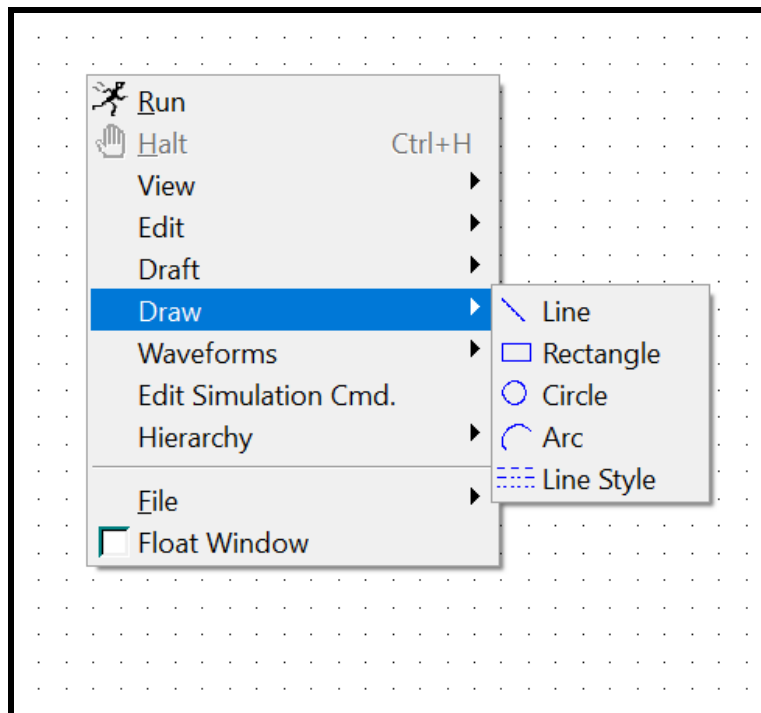 Run
Halt Ctrl+H
View
Edit
Draft
Draw
Waveforms
Edit Simulation Cmd.
Hierarchy
File
Float Window
Line
Rectangle
Circle
Arc
Line Style